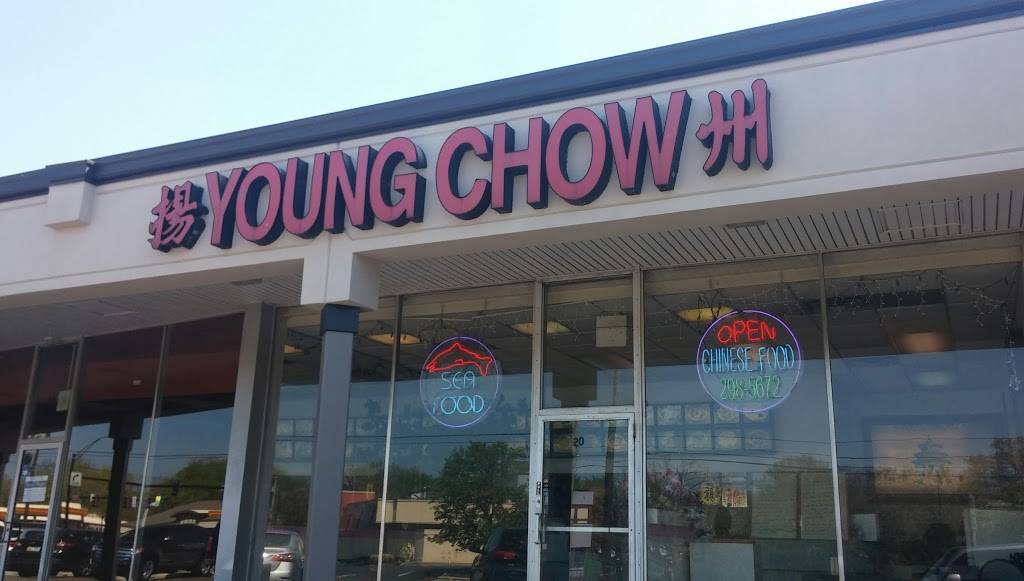 揚 YOUNG CHOW 州
SEA
FOOD
OPEN
CHINESE FOOD
20